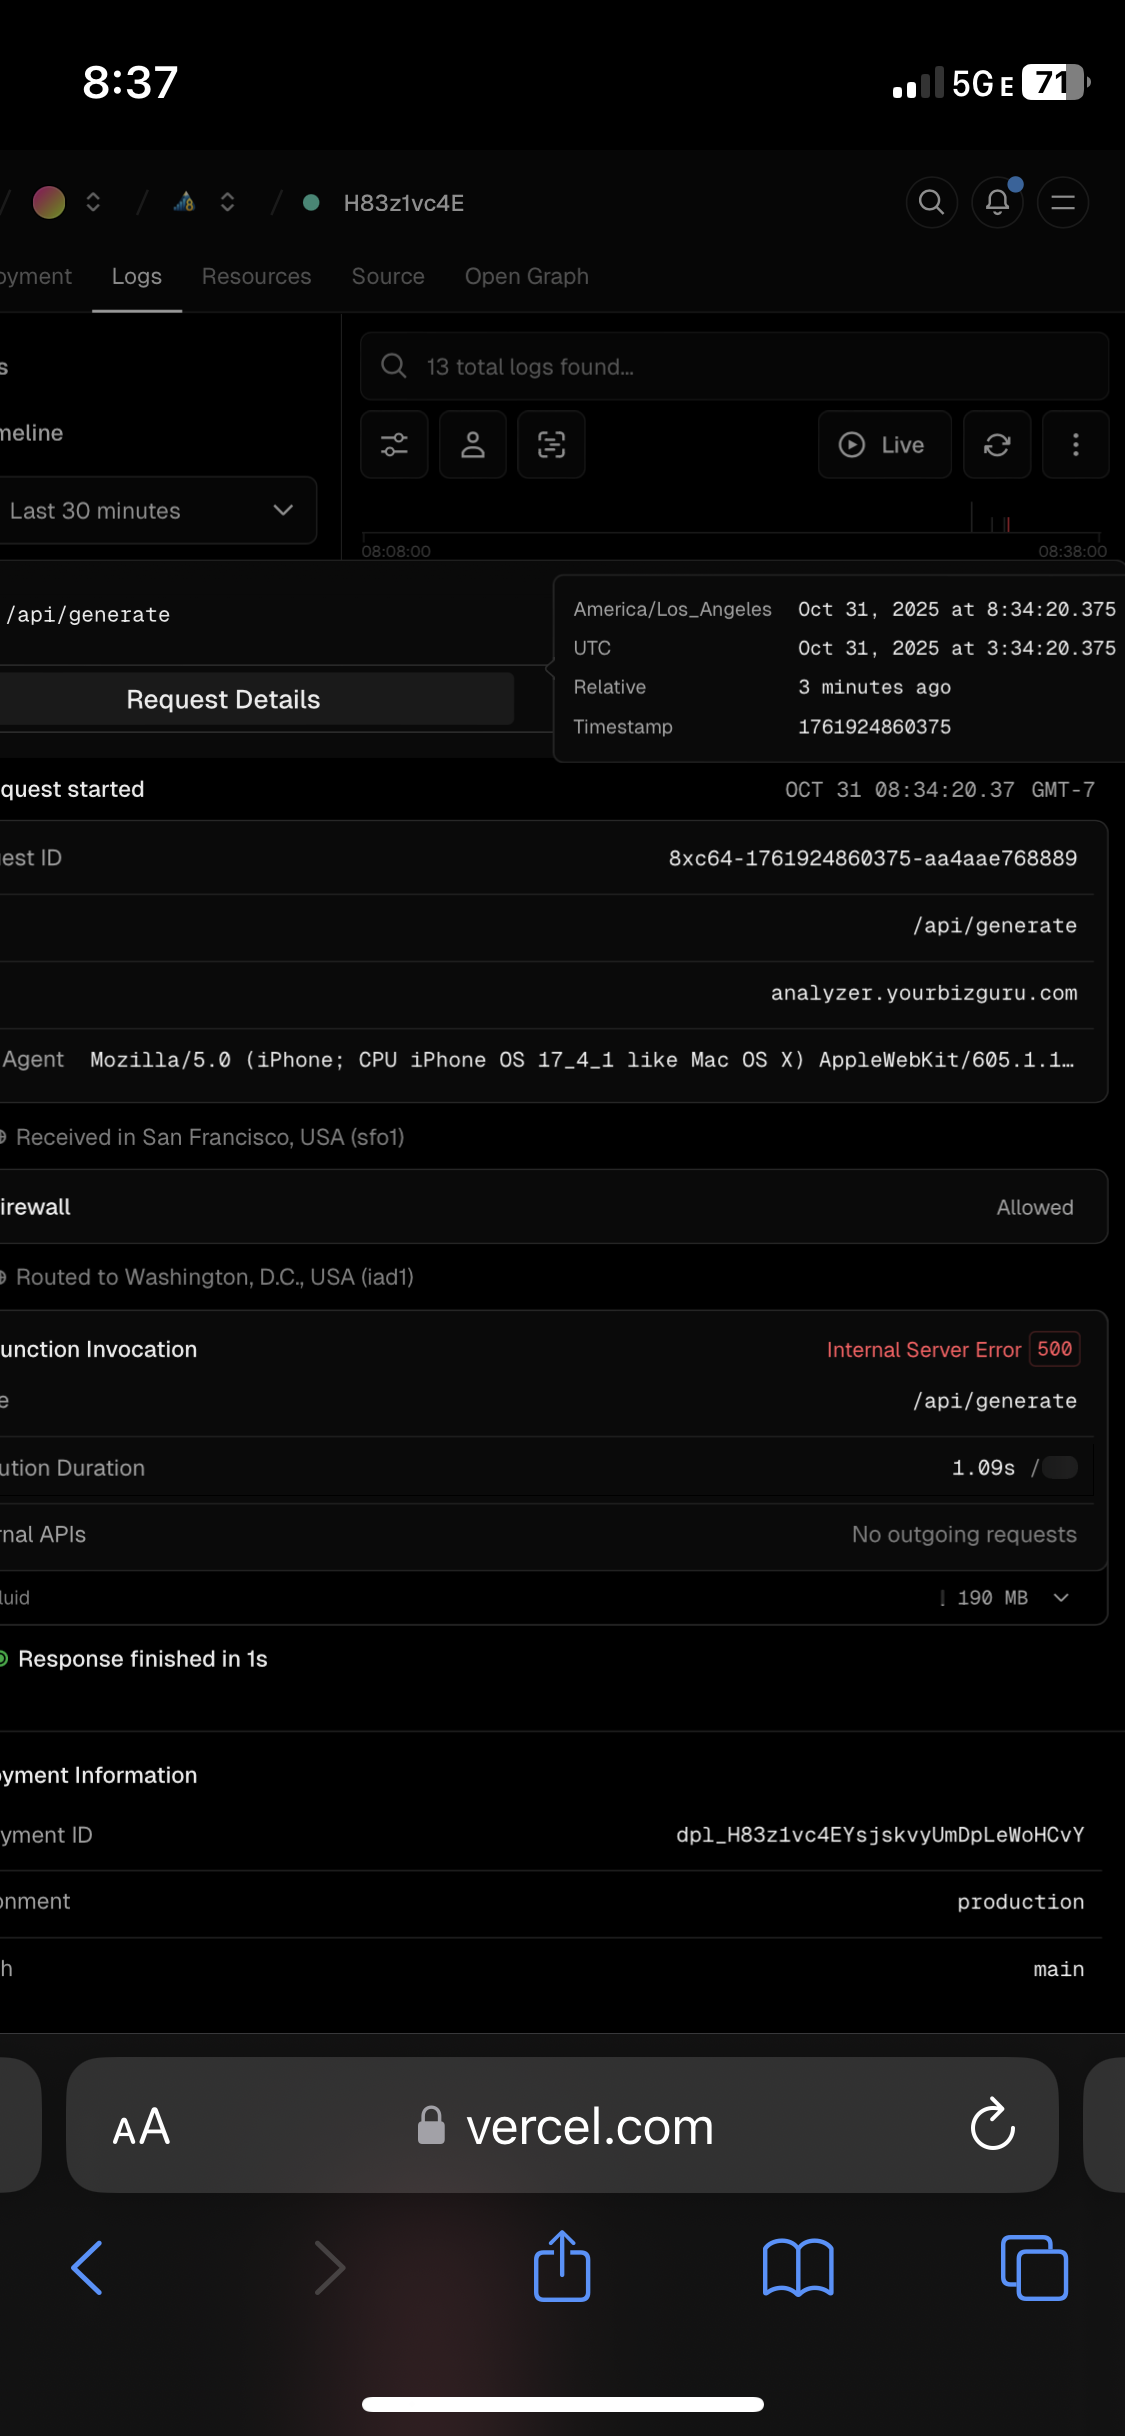 8:37
5G E 71
H83z1vc4E
oyment Logs Resources Source Open Graph
s
13 total logs found...
meline
Live
Last 30 minutes
08:08:00 08:38:00
/api/generate
America/Los_Angeles Oct 31, 2025 at 8:34:20.375
UTC Oct 31, 2025 at 3:34:20.375
Relative 3 minutes ago
Timestamp 1761924860375
Request Details
quest started OCT 31 08:34:20.37 GMT-7
est ID 8xc64-1761924860375-aa4aae768889
/api/generate
analyzer.yourbizguru.com
Agent Mozilla/5.0 (iPhone; CPU iPhone OS 17_4_1 like Mac OS X) AppleWebKit/605.1.1…
Received in San Francisco, USA (sfo1)
irewall Allowed
Routed to Washington, D.C., USA (iad1)
unction Invocation Internal Server Error 500
e /api/generate
ution Duration 1.09s /
rnal APIs No outgoing requests
luid 190 MB
Response finished in 1s
oyment Information
yment ID dpl_H83z1vc4EYsjskvyUmDpLeWoHCvY
onment production
h main
AA vercel.com